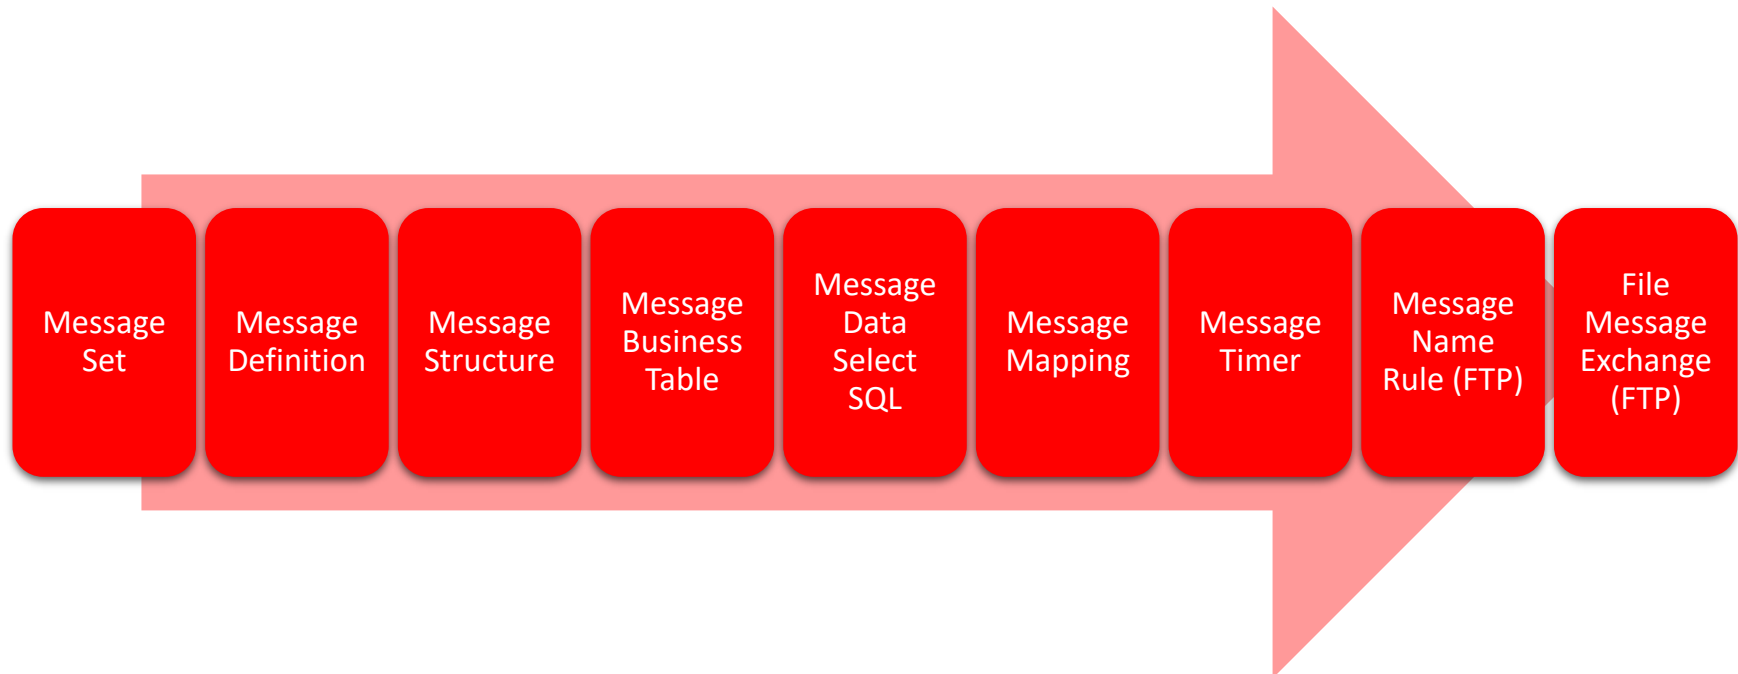 Message
Set
Message
Definition
Message
Structure
Message
Business
Table
Message
Data
Select
SQL
Message
Mapping
Message
Timer
Message
Name
Rule (FTP)
File
Message
Exchange
(FTP)